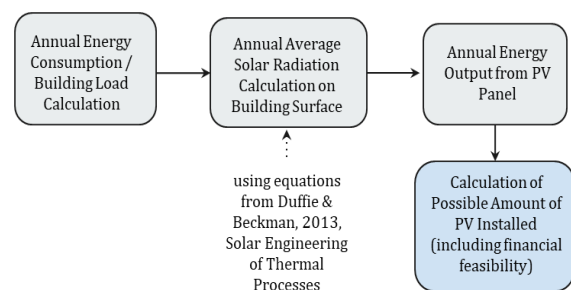 Annual Energy
Consumption /
Building Load
Calculation
Annual Average
Solar Radiation
Calculation on
Building Surface
Annual Energy
Output from PV
Panel
using equations
from Duffie &
Beckman, 2013,
Solar Engineering
of Thermal
Processes
Calculation of
Possible Amount of
PV Installed
(including financial
feasibility)